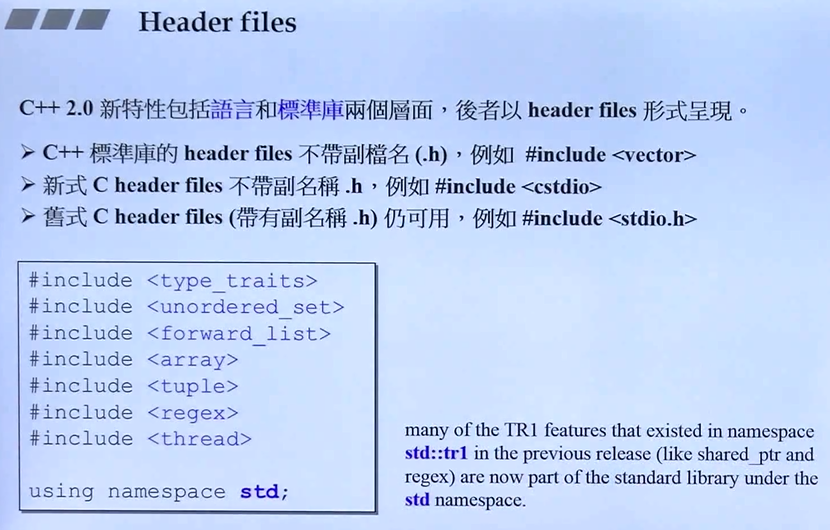 Header files
C++ 2.0 新特性包括語言和標準庫兩個層面，後者以 header files 形式呈現。
➢ C++ 標準庫的 header files 不帶副檔名 (.h)，例如 #include <vector>
➢ 新式 C header files 不帶副名稱 .h，例如 #include <cstdio>
➢ 舊式 C header files (帶有副名稱 .h) 仍可用，例如 #include <stdio.h>
#include <type_traits>
#include <unordered_set>
#include <forward_list>
#include <array>
#include <tuple>
#include <regex>
#include <thread>
using namespace std;
many of the TR1 features that existed in namespace
std::tr1 in the previous release (like shared_ptr and
regex) are now part of the standard library under the
std namespace.